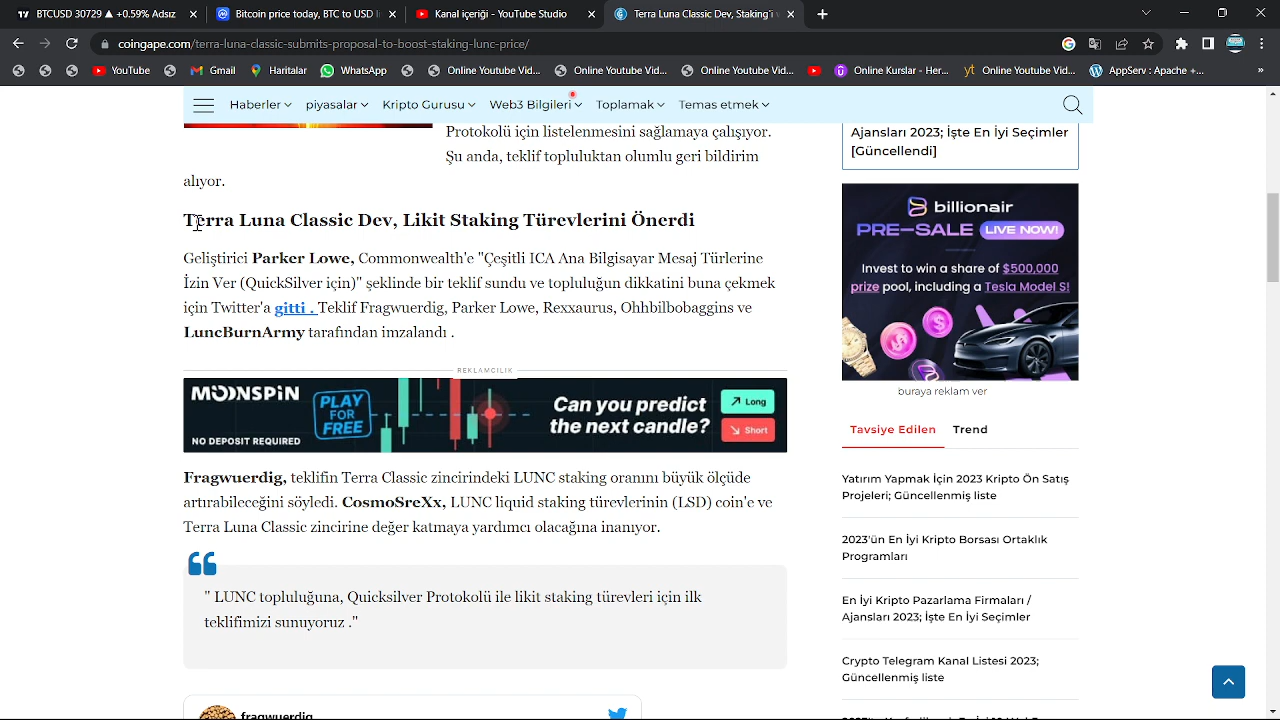 BTCUSD 30729 ▲ +0.59% Adsız
Bitcoin price today, BTC to USD li
Kanal içeriği - YouTube Studio
Terra Luna Classic Dev, Staking'i v
coingape.com/terra-luna-classic-submits-proposal-to-boost-staking-lunc-price/
YouTube
Gmail
Haritalar
WhatsApp
Online Youtube Vid...
Online Youtube Vid...
Online Youtube Vid...
Online Kurslar - Her...
Online Youtube Vid...
AppServ : Apache +...
Haberler
piyasalar
Kripto Gurusu
Web3 Bilgileri
Toplamak
Temas etmek
Protokolü için listelenmesini sağlamaya çalışıyor.
Şu anda, teklif topluluktan olumlu geri bildirim
alıyor.
Terra Luna Classic Dev, Likit Staking Türevlerini Önerdi
Geliştirici Parker Lowe, Commonwealth'e "Çeşitli ICA Ana Bilgisayar Mesaj Türlerine
İzin Ver (QuickSilver için)" şeklinde bir teklif sundu ve topluluğun dikkatini buna çekmek
için Twitter'a gitti . Teklif Fragwuerdig, Parker Lowe, Rexxaurus, Ohhbilbobaggins ve
LuncBurnArmy tarafından imzalandı .
REKLAMCILIK
MOONSPIN
NO DEPOSIT REQUIRED
PLAY
FOR
FREE
Can you predict
the next candle?
Long
Short
Fragwuerdig, teklifin Terra Classic zincirindeki LUNC staking oranını büyük ölçüde
artırabileceğini söyledi. CosmoSreXx, LUNC liquid staking türevlerinin (LSD) coin'e ve
Terra Luna Classic zincirine değer katmaya yardımcı olacağına inanıyor.
" LUNC topluluğuna, Quicksilver Protokolü ile likit staking türevleri için ilk
teklifimizi sunuyoruz ."
fragwuerdig
Ajansları 2023; İşte En İyi Seçimler
[Güncellendi]
billionair
PRE-SALE LIVE NOW!
Invest to win a share of $500,000
prize pool, including a Tesla Model S!
buraya reklam ver
Tavsiye Edilen
Trend
Yatırım Yapmak İçin 2023 Kripto Ön Satış
Projeleri; Güncellenmiş liste
2023'ün En İyi Kripto Borsası Ortaklık
Programları
En İyi Kripto Pazarlama Firmaları /
Ajansları 2023; İşte En İyi Seçimler
Crypto Telegram Kanal Listesi 2023;
Güncellenmiş liste